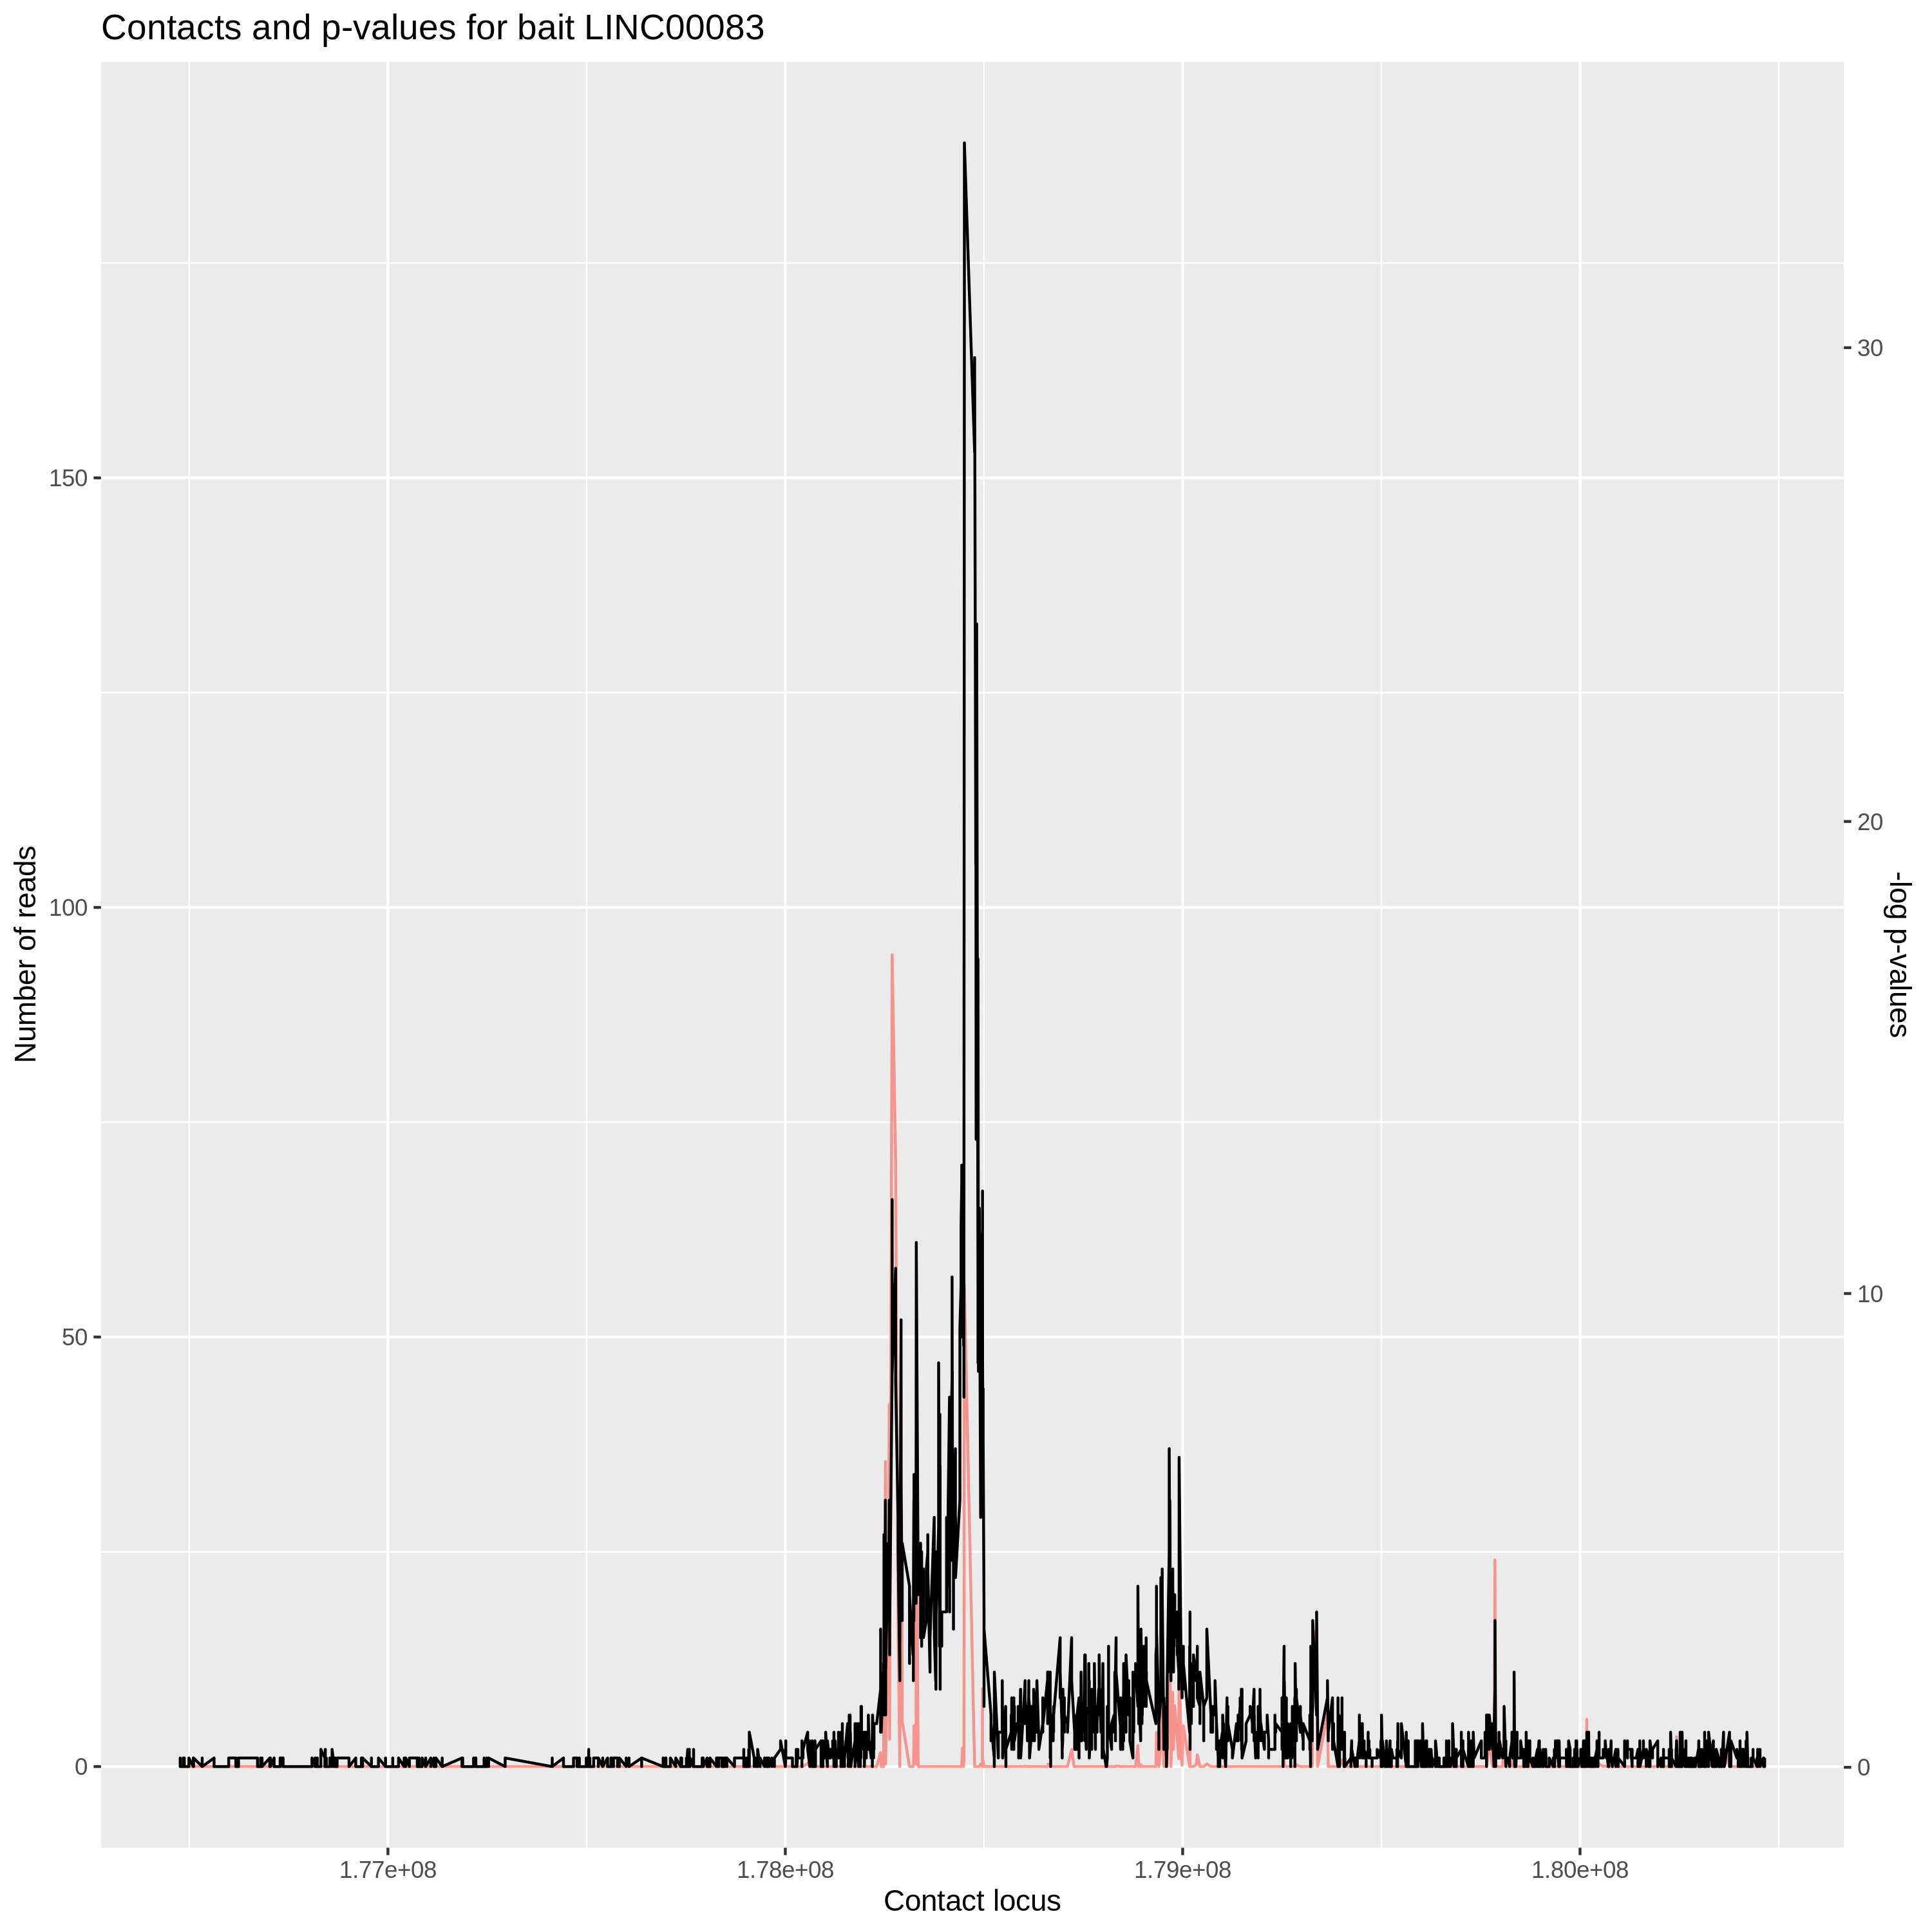 Contacts and p-values for bait LINC00083
150
100
50
0
30
20
10
0
Number of reads
-log p-values
1.77e+08 1.78e+08 1.79e+08 1.80e+08
Contact locus